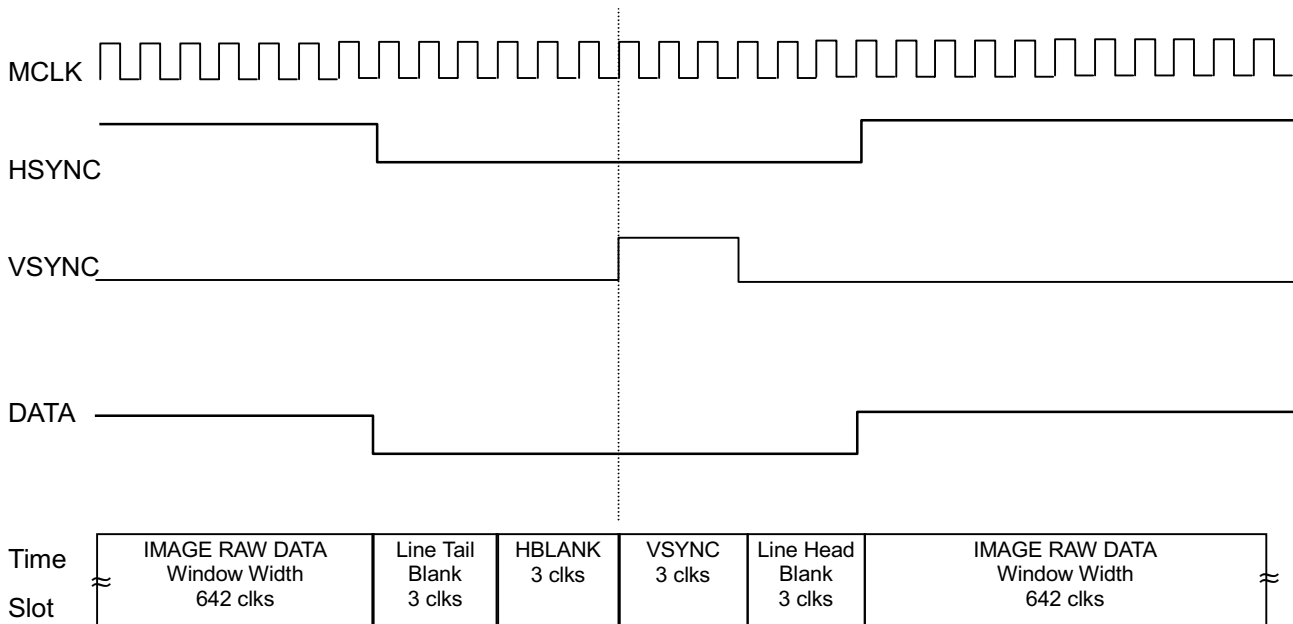 MCLK
HSYNC
VSYNC
DATA
Time
Slot
IMAGE RAW DATA
Window Width
642 clks
Line Tail
Blank
3 clks
HBLANK
3 clks
VSYNC
3 clks
Line Head
Blank
3 clks
IMAGE RAW DATA
Window Width
642 clks